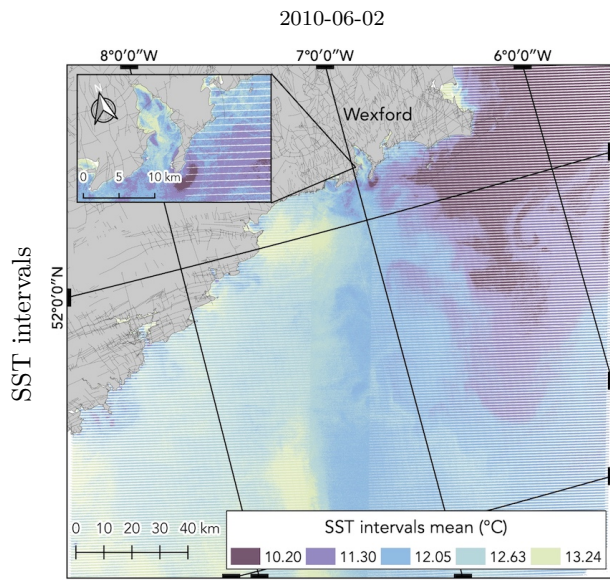 2010-06-02
8°0′0″W 7°0′0″W 6°0′0″W
N
Wexford
0 5 10 km
52°0′0″N
SST intervals
0 10 20 30 40 km
SST intervals mean (°C)
10.20 11.30 12.05 12.63 13.24